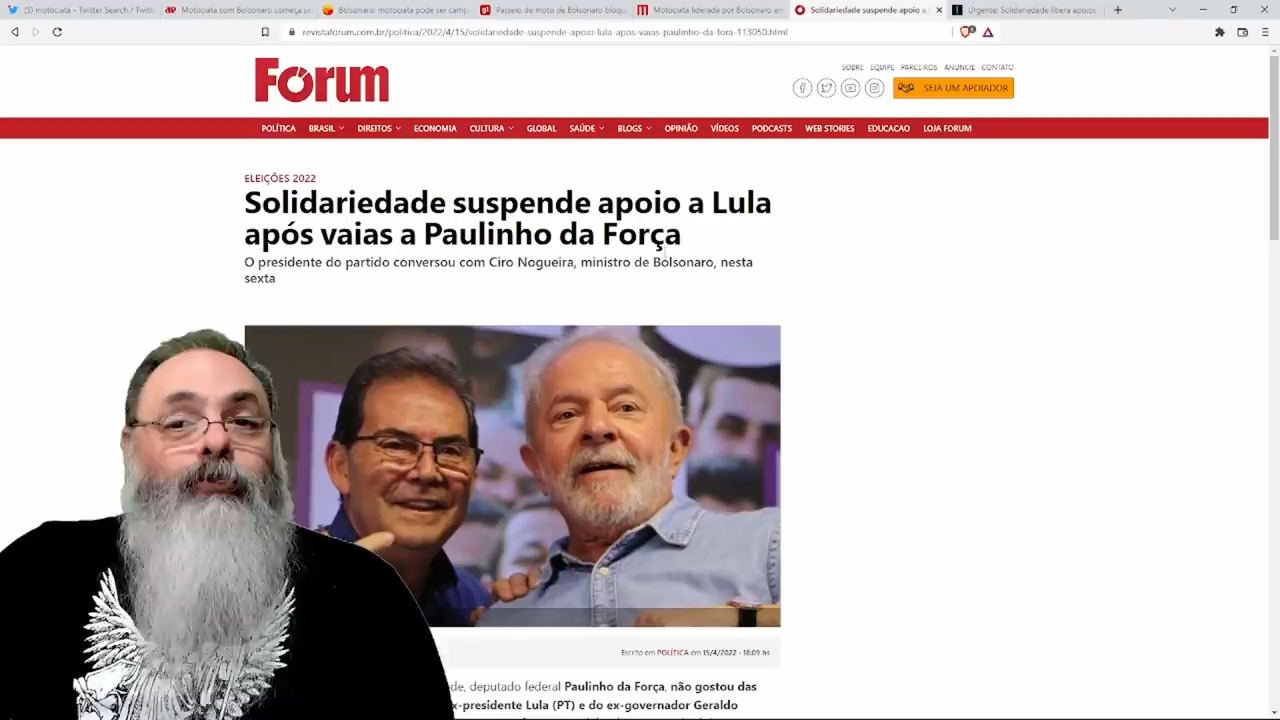 (5) motociata - Twitter Search / Twitt
Motociata com Bolsonaro começa se
Bolsonaro: motociata pode ser camp
Passeio de moto de Bolsonaro bloqu
Motociata liderada por Bolsonaro em
Solidariedade suspende apoio a
Urgente: Solidariedade libera apoios
revistaforum.com.br/politica/2022/4/15/solidariedade-suspende-apoio-lula-apos-vaias-paulinho-da-fora-113050.html
Forum
SOBRE EQUIPE PARCEIROS ANUNCIE CONTATO
SEJA UM APOIADOR
POLÍTICA BRASIL DIREITOS ECONOMIA CULTURA GLOBAL SAÚDE BLOGS OPINIÃO VÍDEOS PODCASTS WEB STORIES EDUCACAO LOJA FORUM
ELEIÇÕES 2022
Solidariedade suspende apoio a Lula
após vaias a Paulinho da Força
O presidente do partido conversou com Ciro Nogueira, ministro de Bolsonaro, nesta
sexta
Escrito em POLÍTICA em 15/4/2022 - 18:09 hs
de, deputado federal Paulinho da Força, não gostou das
x-presidente Lula (PT) e do ex-governador Geraldo